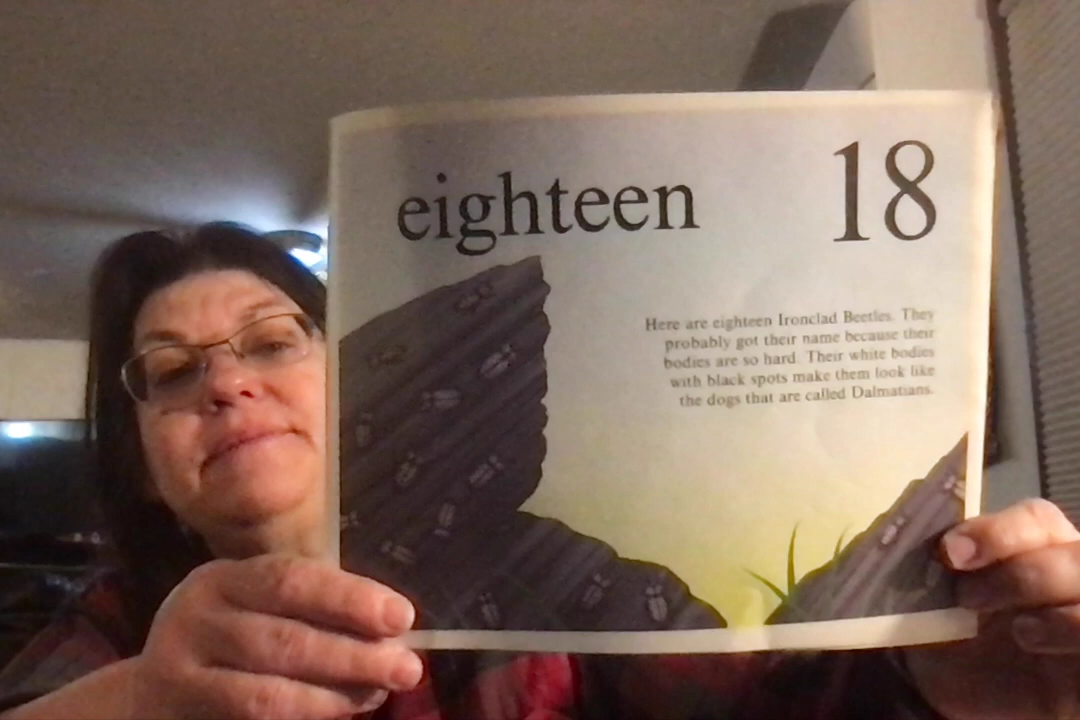 eighteen 18
Here are eighteen Ironclad Beetles. They
probably got their name because their
bodies are so hard. Their white bodies
with black spots make them look like
the dogs that are called Dalmatians.